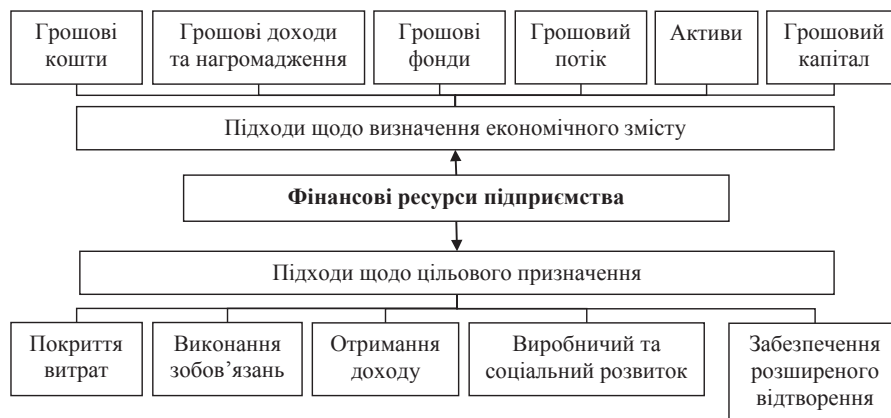 Грошові
кошти
Грошові доходи
та нагромадження
Грошові
фонди
Грошовий
потік
Активи
Грошовий
капітал
Підходи щодо визначення економічного змісту
Фінансові ресурси підприємства
Підходи щодо цільового призначення
Покриття
витрат
Виконання
зобов’язань
Отримання
доходу
Виробничий та
соціальний розвиток
Забезпечення
розширеного
відтворення